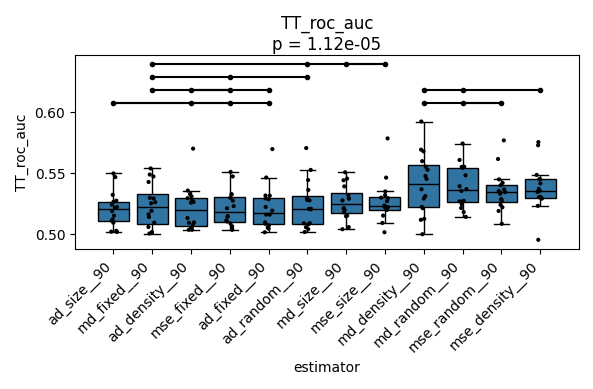 TT_roc_auc
p = 1.12e-05
TT_roc_auc
0.60
0.55
0.50
ad_size__90
md_fixed__90
ad_density__90
mse_fixed__90
ad_fixed__90
ad_random__90
md_size__90
mse_size__90
md_density__90
md_random__90
mse_random__90
mse_density__90
estimator